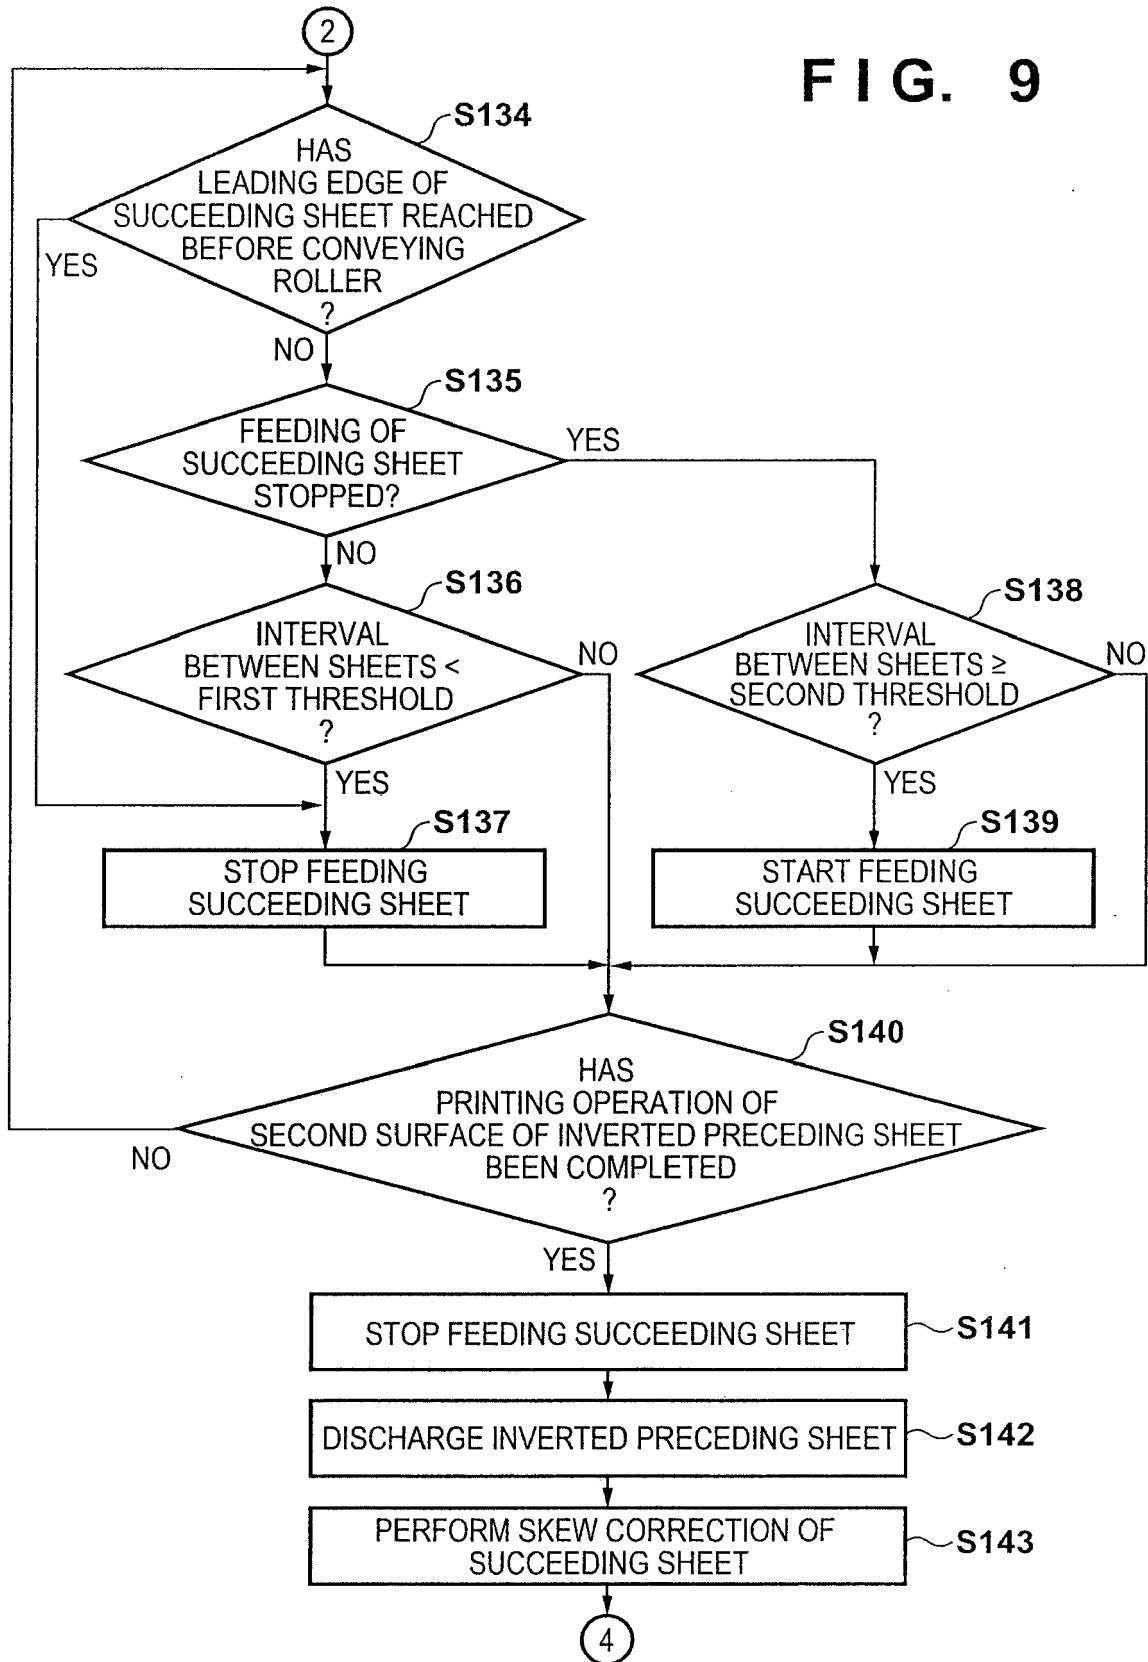 2
FIG. 9
S134
HAS
LEADING EDGE OF
SUCCEEDING SHEET REACHED
BEFORE CONVEYING
ROLLER
?
YES
NO
S135
FEEDING OF
SUCCEEDING SHEET
STOPPED?
YES
NO
S136
INTERVAL
BETWEEN SHEETS <
FIRST THRESHOLD
?
NO
YES
S138
INTERVAL
BETWEEN SHEETS ≥
SECOND THRESHOLD
?
NO
YES
S137
STOP FEEDING
SUCCEEDING SHEET
S139
START FEEDING
SUCCEEDING SHEET
S140
HAS
PRINTING OPERATION OF
SECOND SURFACE OF INVERTED PRECEDING SHEET
BEEN COMPLETED
?
NO
YES
STOP FEEDING SUCCEEDING SHEET
S141
DISCHARGE INVERTED PRECEDING SHEET
S142
PERFORM SKEW CORRECTION OF
SUCCEEDING SHEET
S143
4